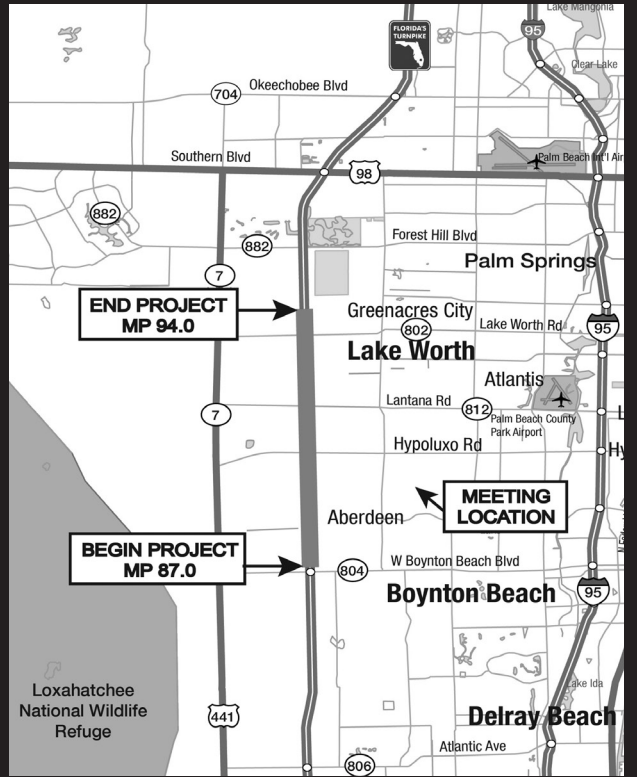 Lake Mangonia
FLORIDA'S
TURNPIKE
95
Clear Lake
Okeechobee Blvd
704
Southern Blvd
98
Palm Beach Int'l Air
882
882
Forest Hill Blvd
Palm Springs
7
END PROJECT
MP 94.0
Greenacres City
802
Lake Worth Rd
95
Lake Worth
Atlantis
Lantana Rd
812
7
Palm Beach County
Park Airport
L
Hypoluxo Rd
Hy
MEETING
LOCATION
Aberdeen
BEGIN PROJECT
MP 87.0
W Boynton Beach Blvd
804
Boynton Beach
95
Loxahatchee
National Wildlife
Refuge
Lake Ida
441
Delray Beach
Atlantic Ave
806